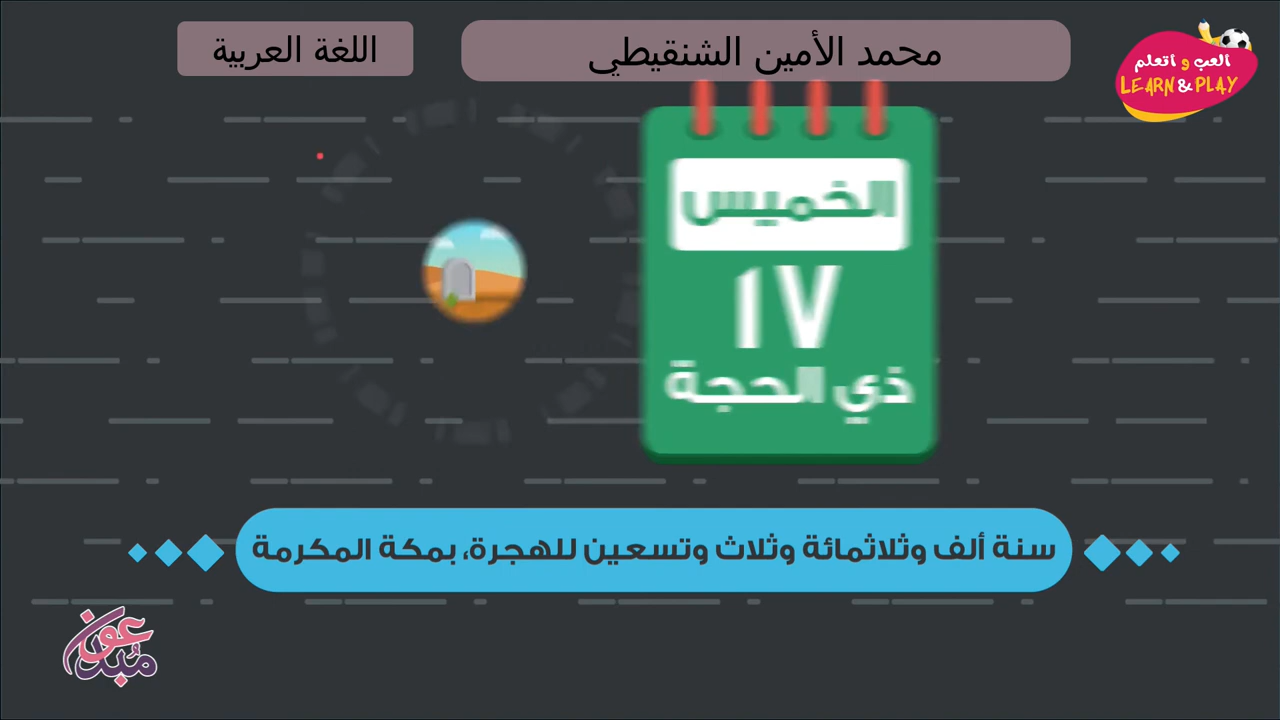 محمد الأمين الشنقيطي
اللغة العربية
العب و أتعلم
LEARN & PLAY
الخميس
١٧
ذي الحجة
سنة ألف وثلاثمائة وثلاث وتسعين للهجرة، بمكة المكرمة
مُبدعون